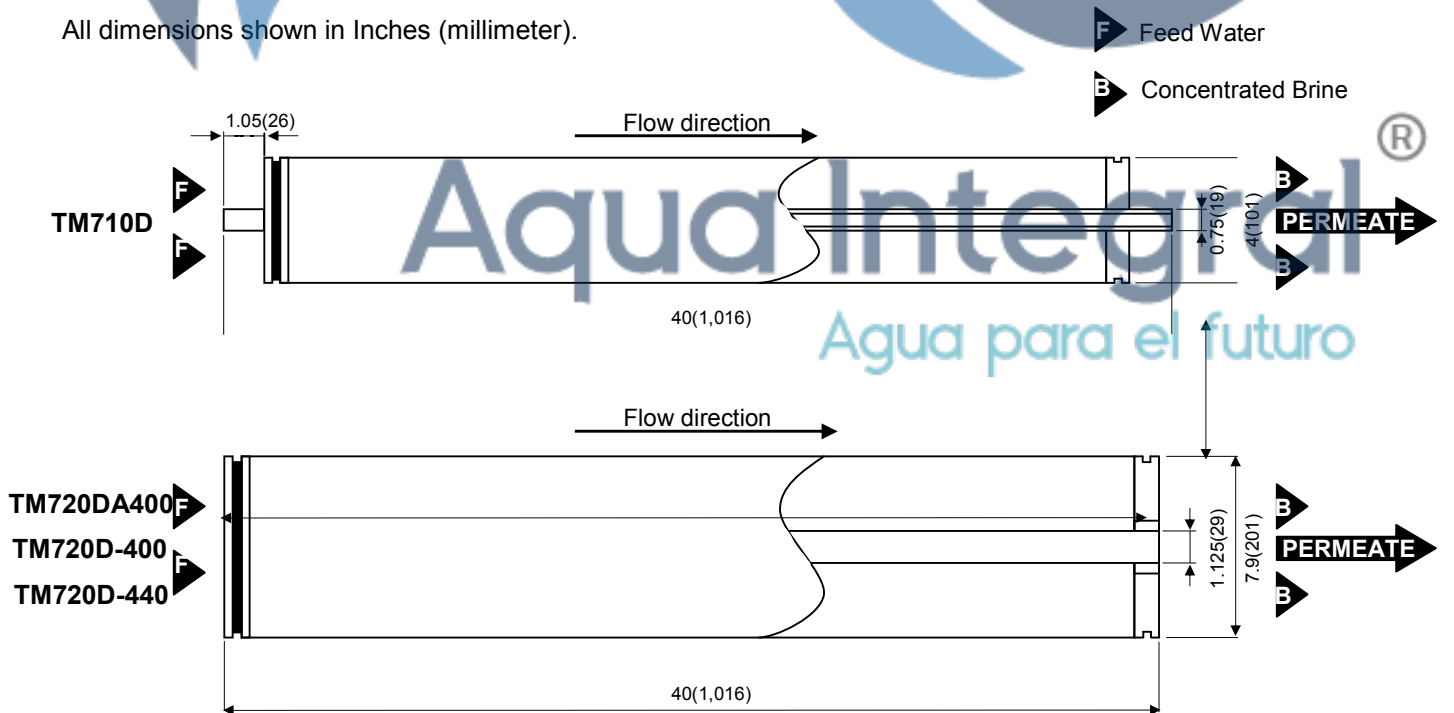 All dimensions shown in Inches (millimeter).
F Feed Water
B Concentrated Brine
1.05(26)
Flow direction
Aqua Integral®
Agua para el futuro
TM710D
F
F
0.75(19)
4(101)
B
PERMEATE
B
40(1,016)
Flow direction
TM720DA400
TM720D-400
TM720D-440
F
F
1.125(29)
7.9(201)
B
PERMEATE
B
40(1,016)